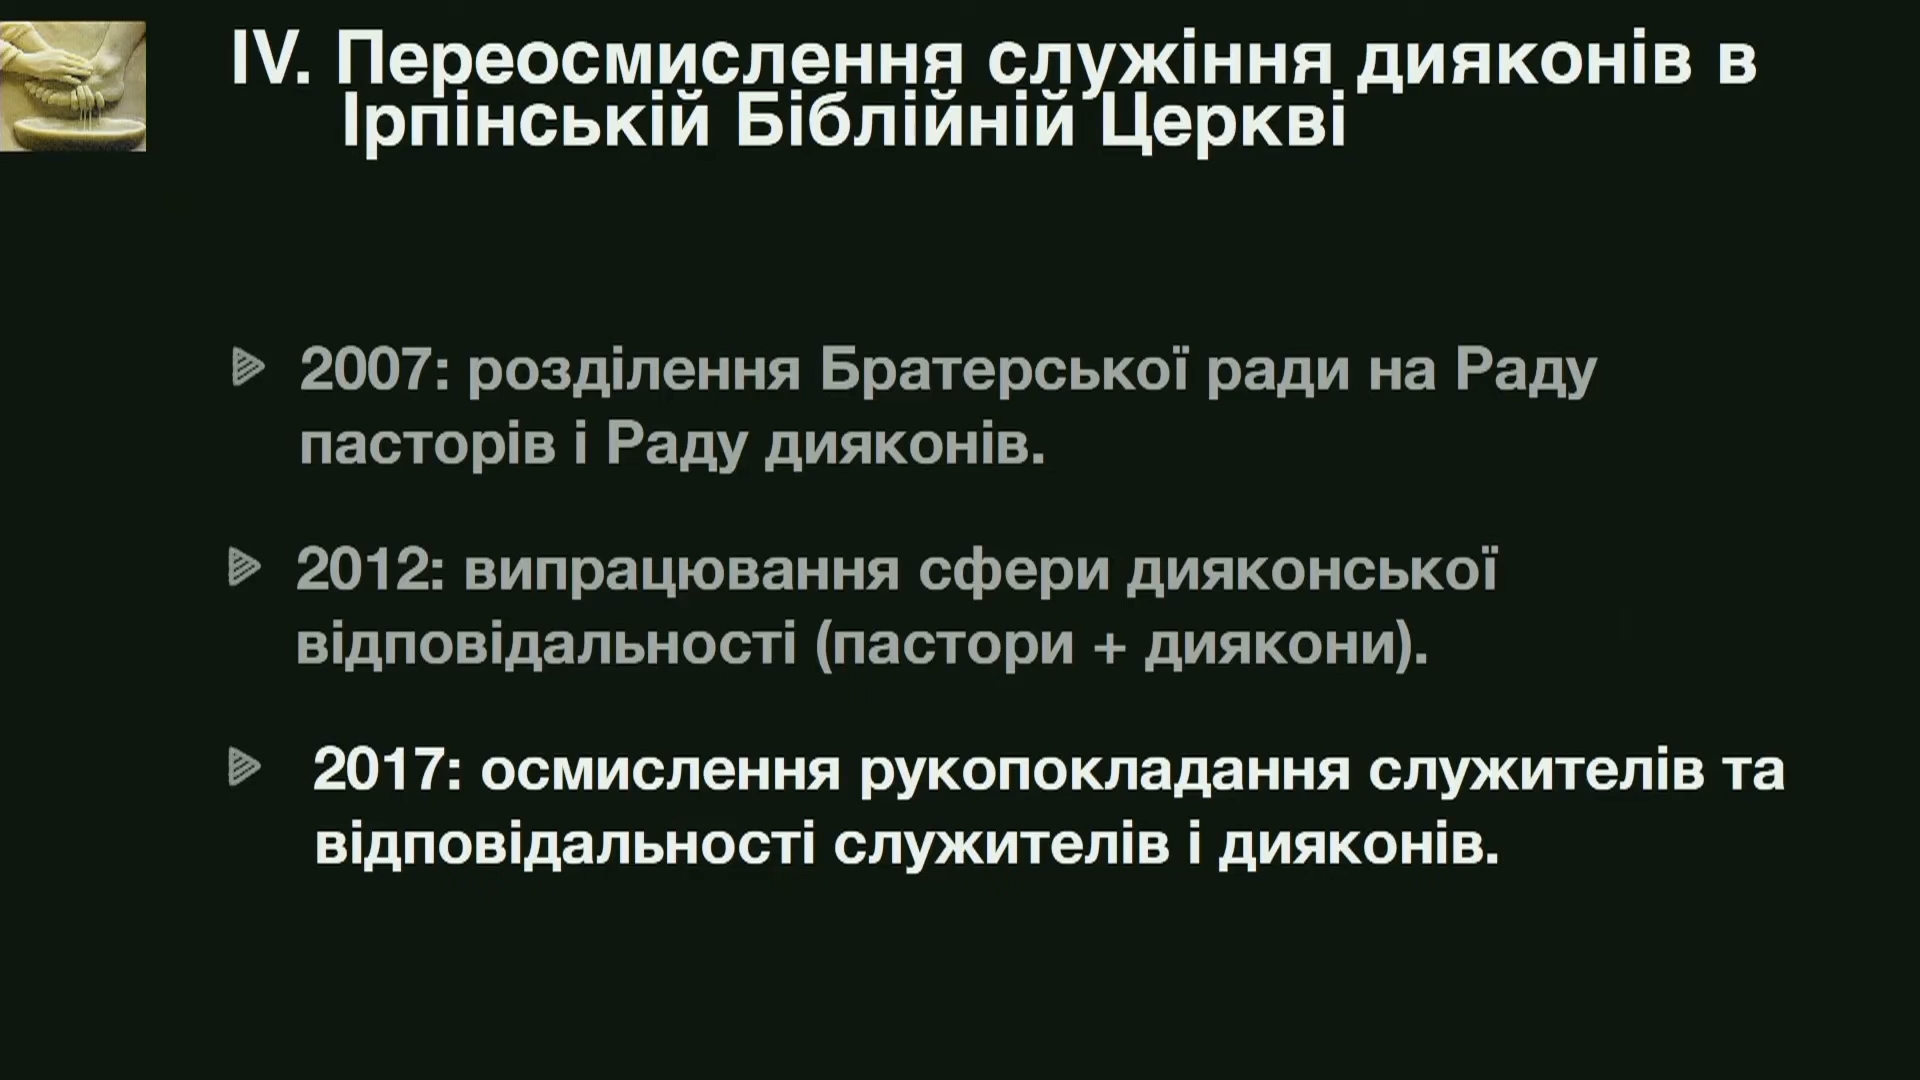 IV. Переосмислення служіння дияконів в
Ірпінській Біблійній Церкві
2007: розділення Братерської ради на Раду
пасторів і Раду дияконів.
2012: випрацювання сфери дияконської
відповідальності (пастори + диякони).
2017: осмислення рукопокладання служителів та
відповідальності служителів і дияконів.